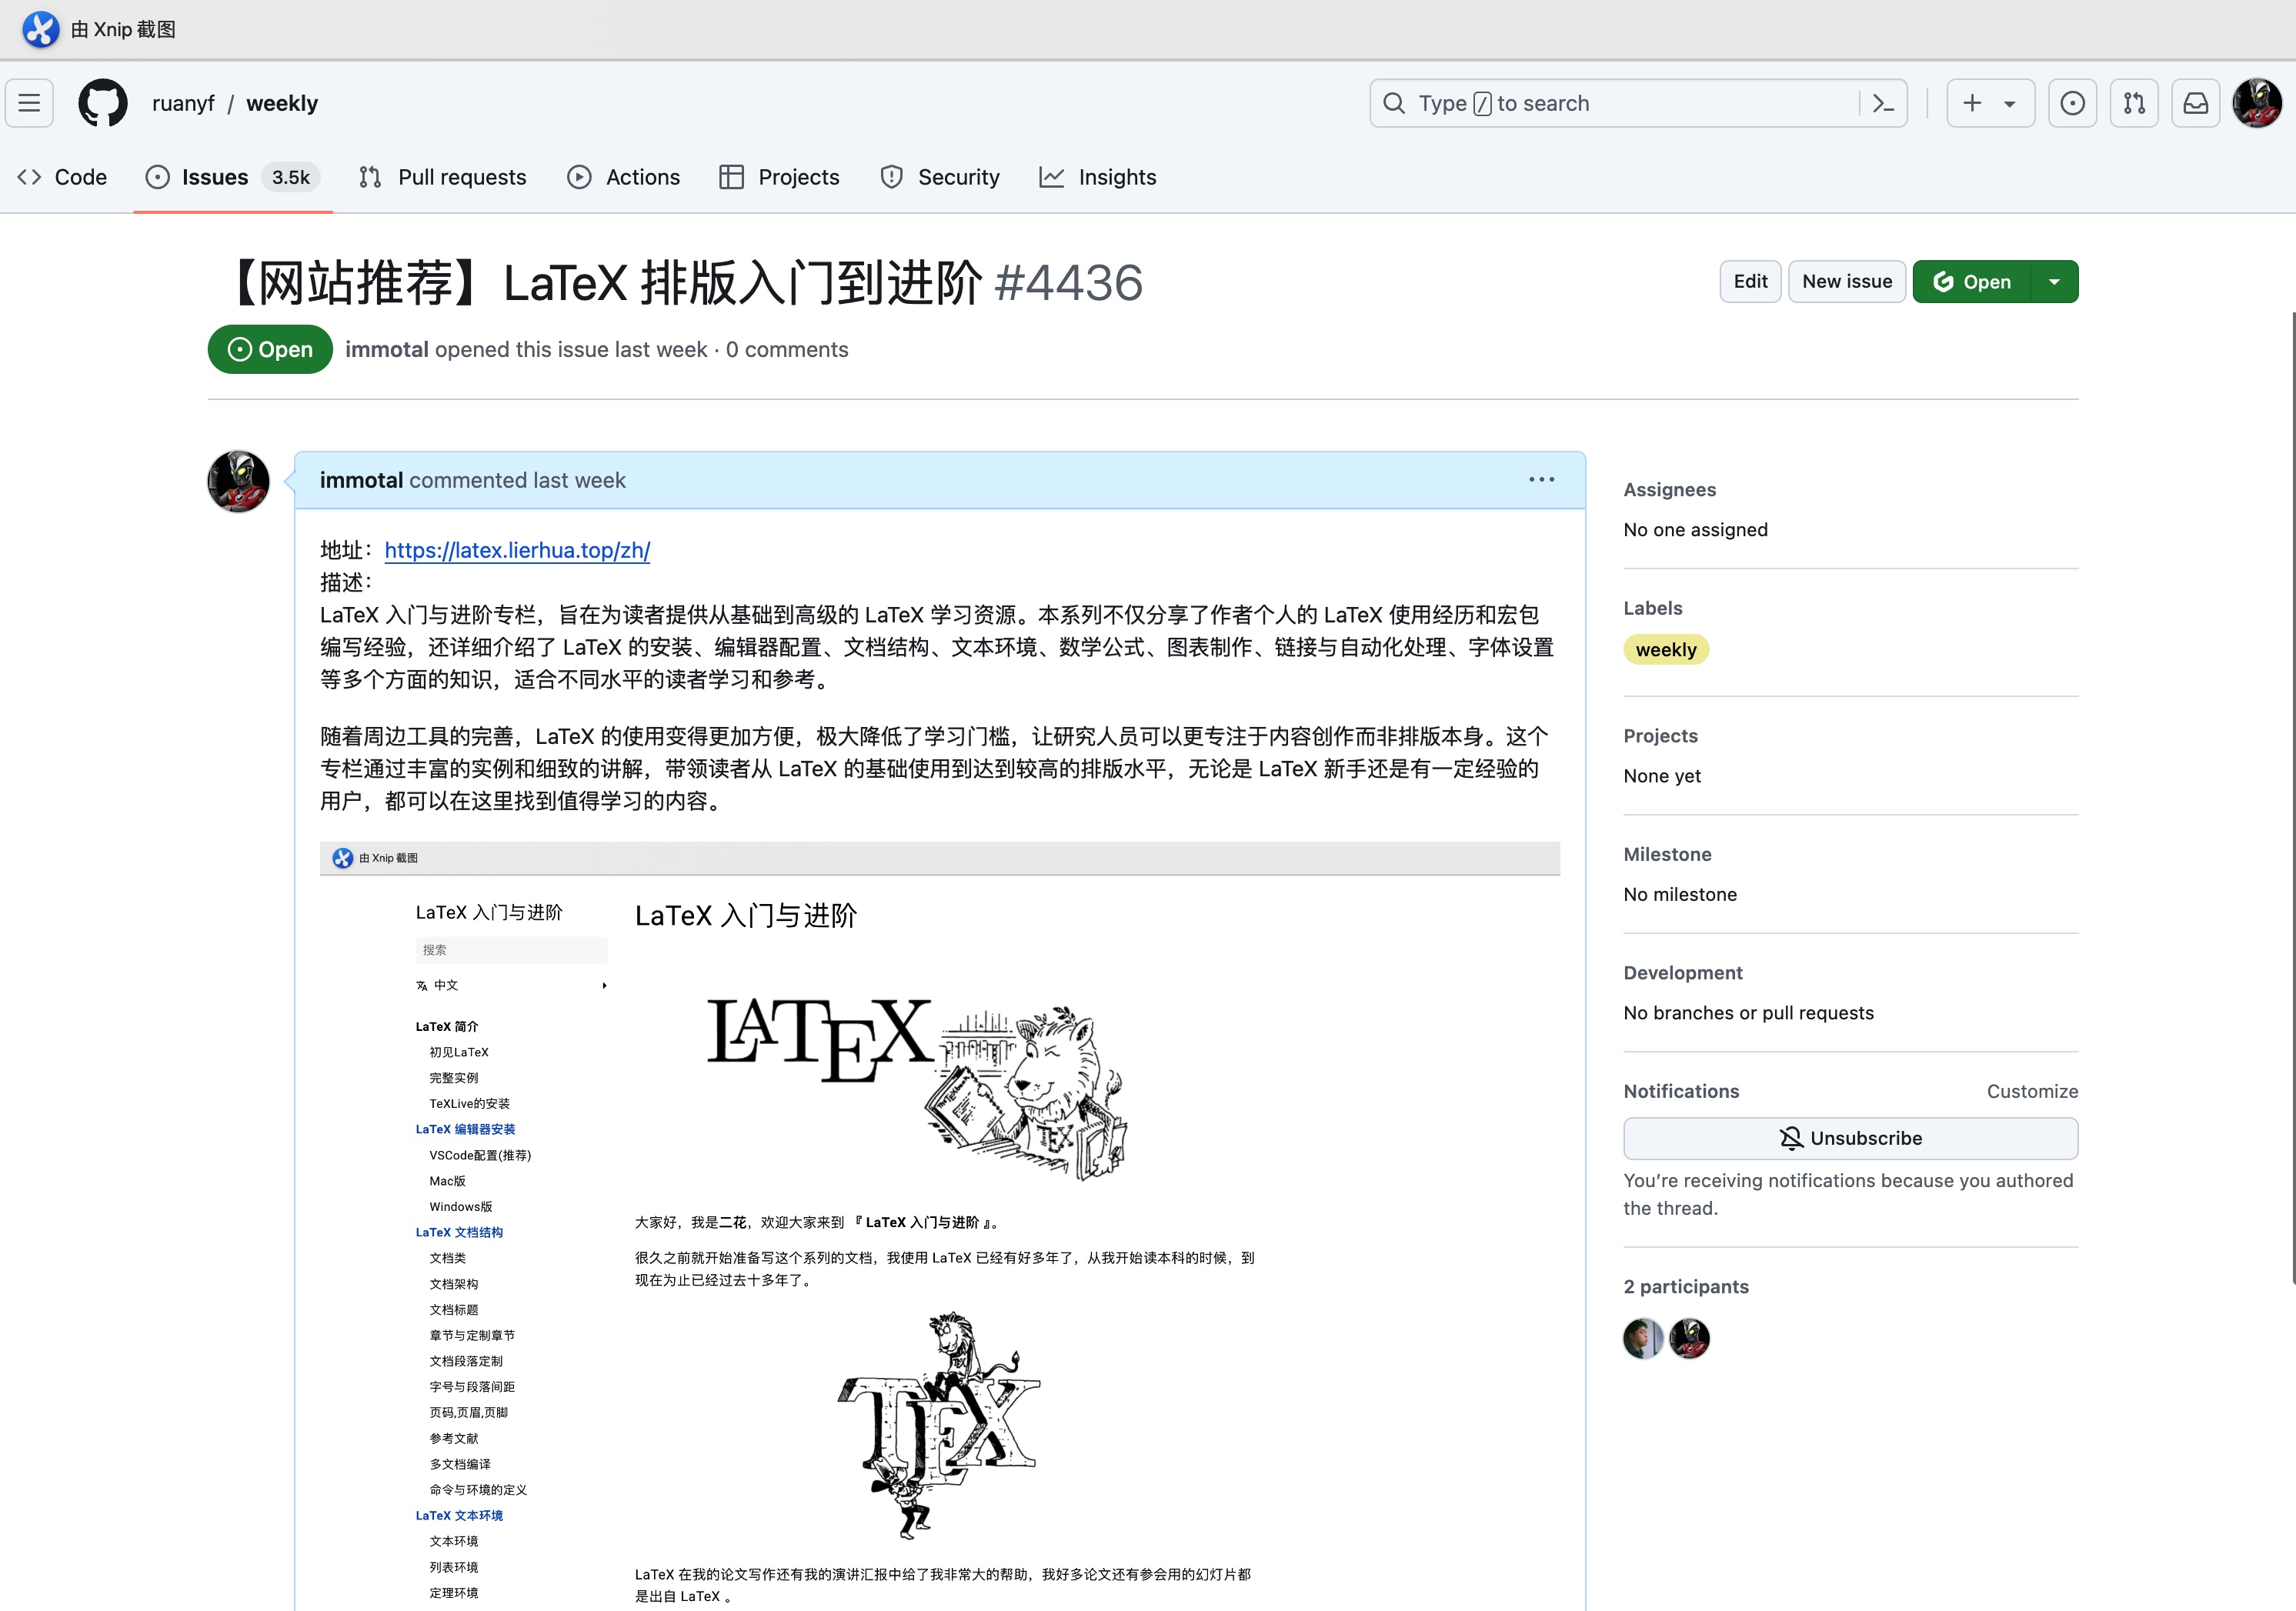 由 Xnip 截图
ruanyf / weekly
Type / to search
Code
Issues 3.5k
Pull requests
Actions
Projects
Security
Insights
【网站推荐】LaTeX 排版入门到进阶 #4436
Edit
New issue
Open
Open
immotal opened this issue last week · 0 comments
immotal commented last week
地址：https://latex.lierhua.top/zh/
描述：
LaTeX 入门与进阶专栏，旨在为读者提供从基础到高级的 LaTeX 学习资源。本系列不仅分享了作者个人的 LaTeX 使用经历和宏包
编写经验，还详细介绍了 LaTeX 的安装、编辑器配置、文档结构、文本环境、数学公式、图表制作、链接与自动化处理、字体设置
等多个方面的知识，适合不同水平的读者学习和参考。
随着周边工具的完善，LaTeX 的使用变得更加方便，极大降低了学习门槛，让研究人员可以更专注于内容创作而非排版本身。这个
专栏通过丰富的实例和细致的讲解，带领读者从 LaTeX 的基础使用到达到较高的排版水平，无论是 LaTeX 新手还是有一定经验的
用户，都可以在这里找到值得学习的内容。
由 Xnip 截图
LaTeX 入门与进阶
搜索
中文
LaTeX 简介
初见LaTeX
完整实例
TeXLive的安装
LaTeX 编辑器安装
VSCode配置(推荐)
Mac版
Windows版
LaTeX 文档结构
文档类
文档架构
文档标题
章节与定制章节
文档段落定制
字号与段落间距
页码,页眉,页脚
参考文献
多文档编译
命令与环境的定义
LaTeX 文本环境
文本环境
列表环境
定理环境
LaTeX 入门与进阶
LATEX
TEX
大家好，我是二花，欢迎大家来到 『 LaTeX 入门与进阶 』。
很久之前就开始准备写这个系列的文档，我使用 LaTeX 已经有好多年了，从我开始读本科的时候，到
现在为止已经过去十多年了。
TEX
TEX
LaTeX 在我的论文写作还有我的演讲汇报中给了我非常大的帮助，我好多论文还有参会用的幻灯片都
是出自 LaTeX 。
Assignees
No one assigned
Labels
weekly
Projects
None yet
Milestone
No milestone
Development
No branches or pull requests
Notifications
Customize
Unsubscribe
You’re receiving notifications because you authored
the thread.
2 participants